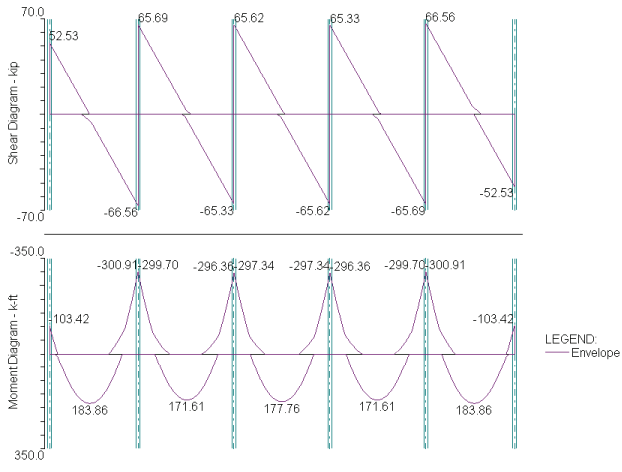 70.0
52.53 65.69 65.62 65.33 66.56
Shear Diagram - kip
-66.56 -65.33 -65.62 -65.69 -52.53
-70.0
-350.0
-300.91 -299.70 -296.36 -297.34 -297.34 -296.36 -299.70 -300.91
-103.42 -103.42
Moment Diagram - k-ft
183.86 171.61 177.76 171.61 183.86
350.0
LEGEND:
Envelope